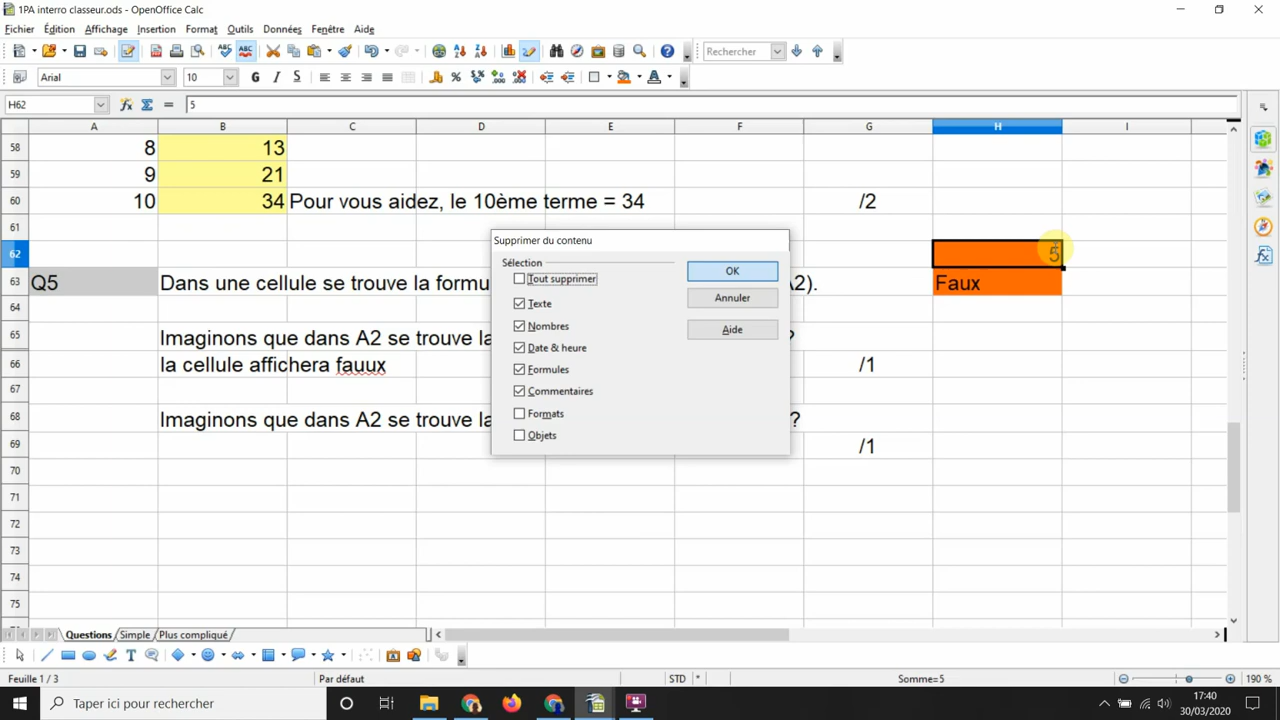 1PA interro classeur.ods - OpenOffice Calc
Fichier Édition Affichage Insertion Format Outils Données Fenêtre Aide
Rechercher
Arial 10 G I S
H62 5
A B C D E F G H I
58 8 13
59 9 21
60 10 34 Pour vous aidez, le 10ème terme = 34 /2
61
62 5
63 Q5 Dans une cellule se trouve la formu A2). Faux
64
65 Imaginons que dans A2 se trouve la ?
66 la cellule affichera fauux /1
67
68 Imaginons que dans A2 se trouve la ?
69 /1
70
71
72
73
74
75
Supprimer du contenu
Sélection
Tout supprimer
Texte
Nombres
Date & heure
Formules
Commentaires
Formats
Objets
OK
Annuler
Aide
Questions Simple Plus compliqué
Feuille 1 / 3 Par défaut STD * Somme=5 190 %
Taper ici pour rechercher
17:40
30/03/2020